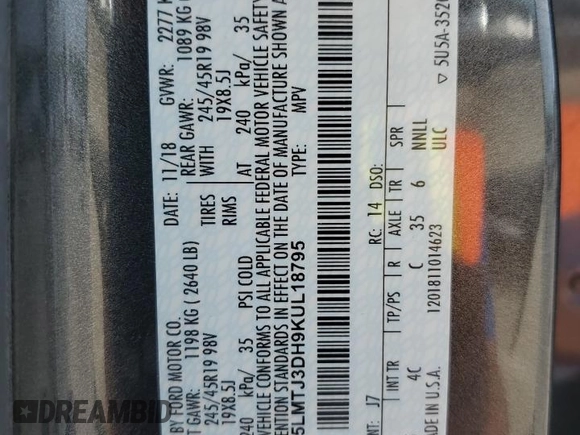 BY FORD MOTOR CO. DATE: 11/18 GVWR: 2277 K
T GAWR: 1198 KG ( 2640 LB) REAR GAWR: 1089 KG
245/45R19 98V TIRES WITH 245/45R19 98V
19X8.5J RIMS 19X8.5J
240 kPa/ 35 PSI COLD AT 240 kPa/ 35
VEHICLE CONFORMS TO ALL APPLICABLE FEDERAL MOTOR VEHICLE SAFETY
ENTION STANDARDS IN EFFECT ON THE DATE OF MANUFACTURE SHOWN A
5LMTJ3DH9KUL18795 TYPE: MPV
NT: J7 RC: 14 DSO:
INT TR TP/PS R AXLE TR SPR
4C C 35 6 NNLL
E IN U.S.A. 1201811014623 ULC
▽ 5U5A-3520
DREAMBID